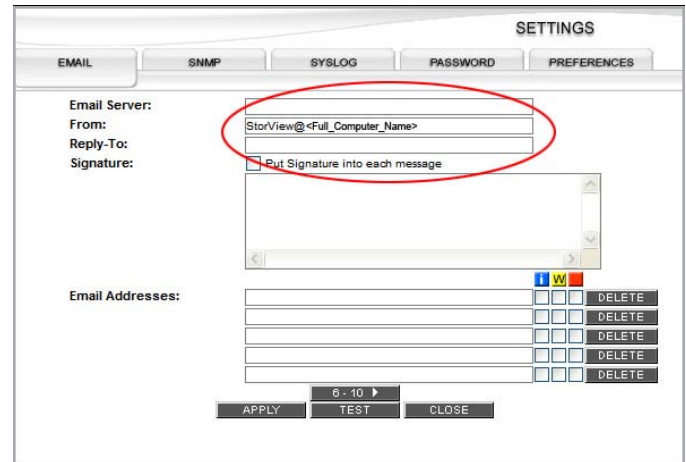 SETTINGS
EMAIL SNMP SYSLOG PASSWORD PREFERENCES
Email Server:
From: StorView@<Full_Computer_Name>
Reply-To:
Signature: Put Signature into each message
i W
Email Addresses: DELETE
DELETE
DELETE
DELETE
DELETE
6 - 10
APPLY TEST CLOSE